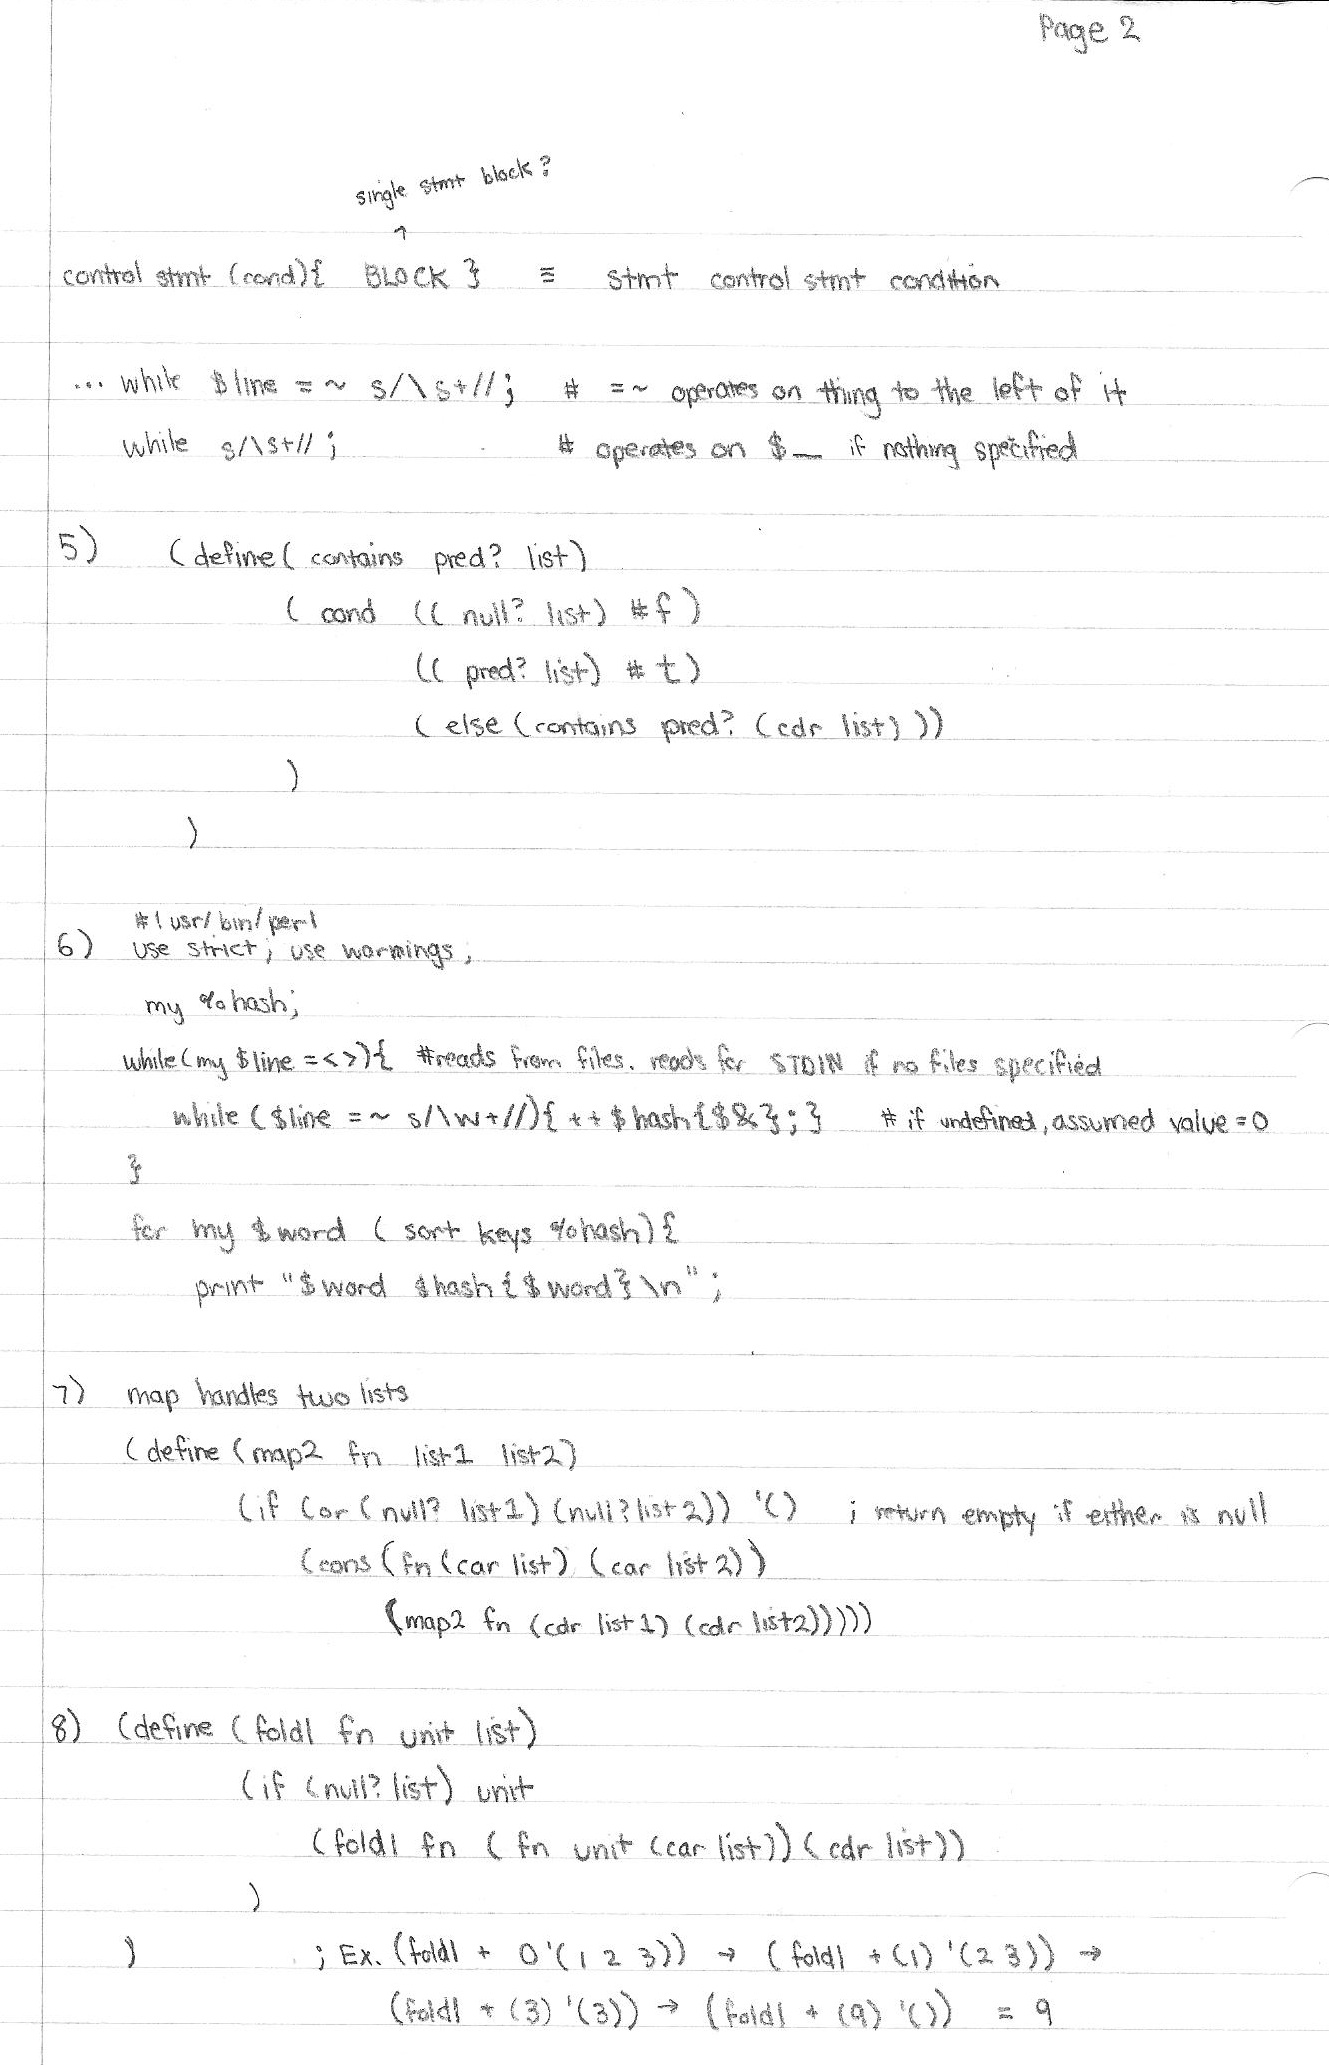 Page 2
single stmt block?
↑
control stmt (cond){ BLOCK } ≡ stmt control stmt condition
... while $line =~ s/\s+//; # =~ operates on thing to the left of it
while s/\s+//; # operates on $_ if nothing specified
5) (define( contains pred? list)
( cond (( null? list) #f )
(( pred? list) #t)
( else (contains pred? (cdr list) ))
)
)
#! usr/bin/perl
6) use strict; use warnings;
my %hash;
while(my $line =<>){ #reads from files. reads for STDIN if no files specified
while ($line =~ s/\w+//){ ++$hash{$&}; } # if undefined, assumed value = 0
}
for my $word ( sort keys %hash){
print "$word $hash{$word}\n";
7) map handles two lists
(define (map2 fn list1 list2)
(if (or (null? list1) (null? list2)) '() ; return empty if either is null
(cons (fn (car list) (car list2))
(map2 fn (cdr list1) (cdr list2)))))
8) (define (foldl fn unit list)
(if (null? list) unit
(foldl fn ( fn unit (car list)) (cdr list))
)
) ; Ex. (foldl + 0 '(1 2 3)) → (foldl + (1) '(2 3)) →
(foldl + (3) '(3)) → (foldl + (9) '()) = 9